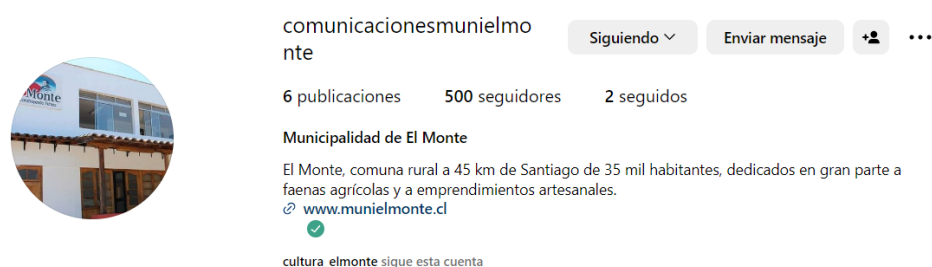 comunicacionesmunielmo
nte
Siguiendo
Enviar mensaje
6 publicaciones 500 seguidores 2 seguidos
Monte
Municipalidad de El Monte
El Monte, comuna rural a 45 km de Santiago de 35 mil habitantes, dedicados en gran parte a
faenas agrícolas y a emprendimientos artesanales.
www.munielmonte.cl
cultura_elmonte sigue esta cuenta